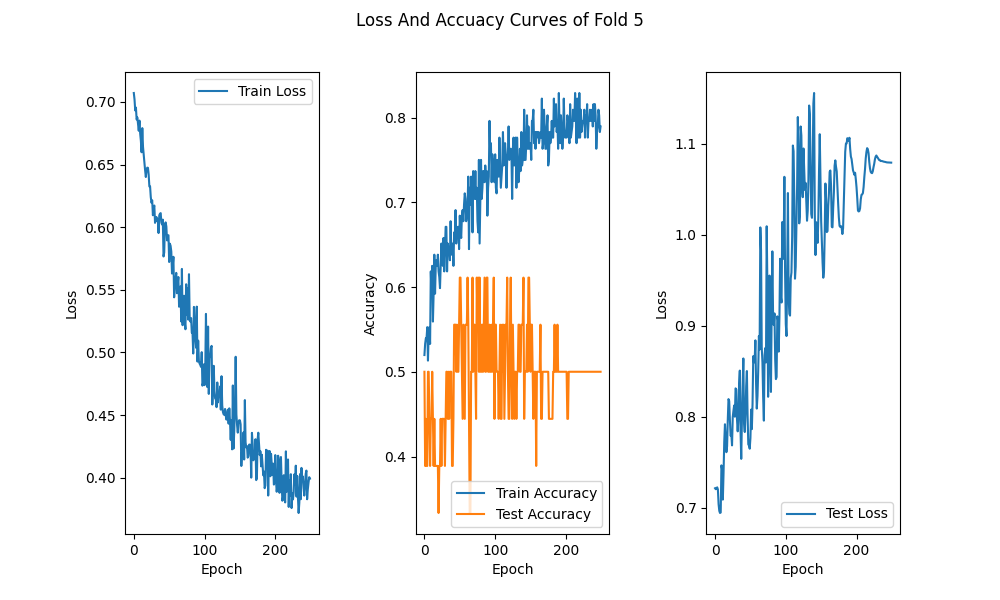 Loss And Accuacy Curves of Fold 5
Loss
0.70
0.65
0.60
0.55
0.50
0.45
0.40
0
100
200
Epoch
Train Loss
Accuracy
0.8
0.7
0.6
0.5
0.4
0
100
200
Epoch
Train Accuracy
Test Accuracy
Loss
1.1
1.0
0.9
0.8
0.7
0
100
200
Epoch
Test Loss